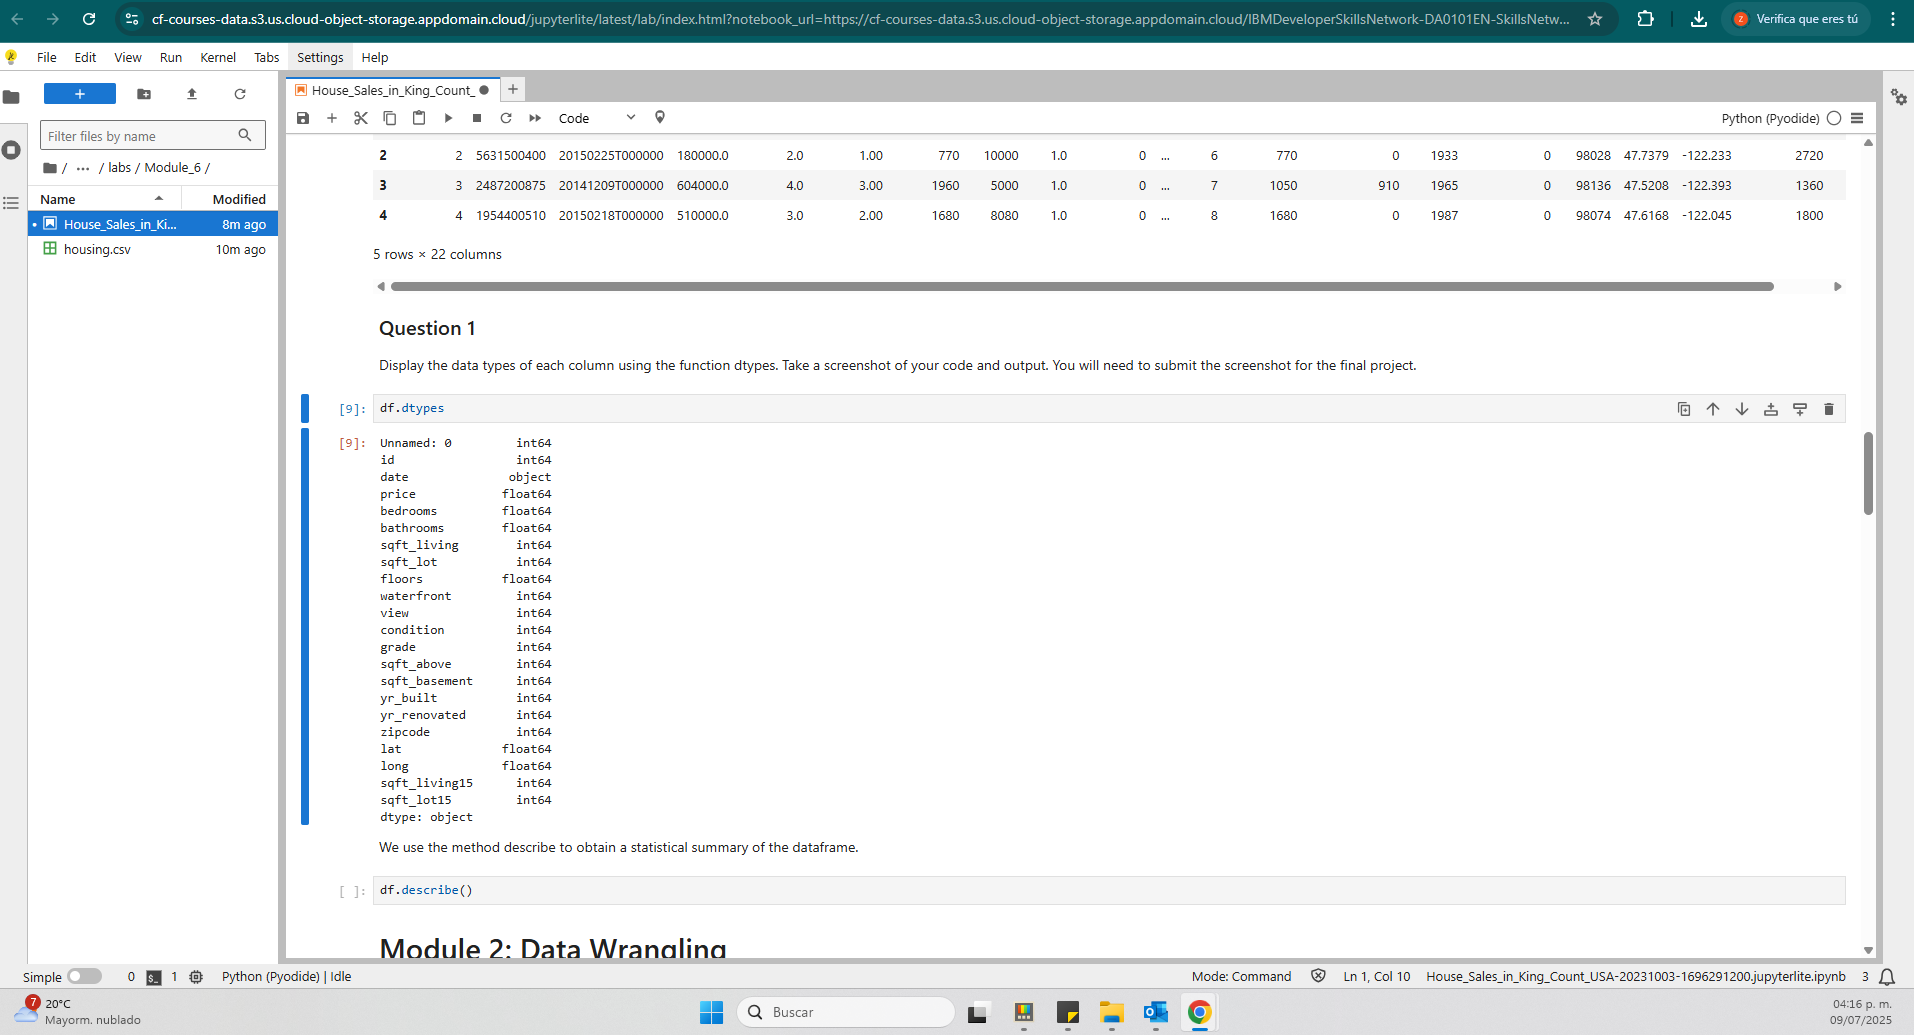 cf-courses-data.s3.us.cloud-object-storage.appdomain.cloud/jupyterlite/latest/lab/index.html?notebook_url=https://cf-courses-data.s3.us.cloud-object-storage.appdomain.cloud/IBMDeveloperSkillsNetwork-DA0101EN-SkillsNetw... Z Verifica que eres tú
File Edit View Run Kernel Tabs Settings Help
House_Sales_in_King_Count_
Filter files by name
Code
Python (Pyodide)
/ ... / labs / Module_6 /
Name Modified
House_Sales_in_Ki... 8m ago
housing.csv 10m ago
2 2 5631500400 20150225T000000 180000.0 2.0 1.00 770 10000 1.0 0 ... 6 770 0 1933 0 98028 47.7379 -122.233 2720
3 3 2487200875 20141209T000000 604000.0 4.0 3.00 1960 5000 1.0 0 ... 7 1050 910 1965 0 98136 47.5208 -122.393 1360
4 4 1954400510 20150218T000000 510000.0 3.0 2.00 1680 8080 1.0 0 ... 8 1680 0 1987 0 98074 47.6168 -122.045 1800
5 rows × 22 columns
Question 1
Display the data types of each column using the function dtypes. Take a screenshot of your code and output. You will need to submit the screenshot for the final project.
[9]: df.dtypes
[9]: Unnamed: 0 int64
id int64
date object
price float64
bedrooms float64
bathrooms float64
sqft_living int64
sqft_lot int64
floors float64
waterfront int64
view int64
condition int64
grade int64
sqft_above int64
sqft_basement int64
yr_built int64
yr_renovated int64
zipcode int64
lat float64
long float64
sqft_living15 int64
sqft_lot15 int64
dtype: object
We use the method describe to obtain a statistical summary of the dataframe.
[ ]: df.describe()
Module 2: Data Wrangling
Simple 0 $_ 1 Python (Pyodide) | Idle Mode: Command Ln 1, Col 10 House_Sales_in_King_Count_USA-20231003-1696291200.jupyterlite.ipynb 3
7 20°C
Mayorm. nublado
Buscar
04:16 p. m.
09/07/2025